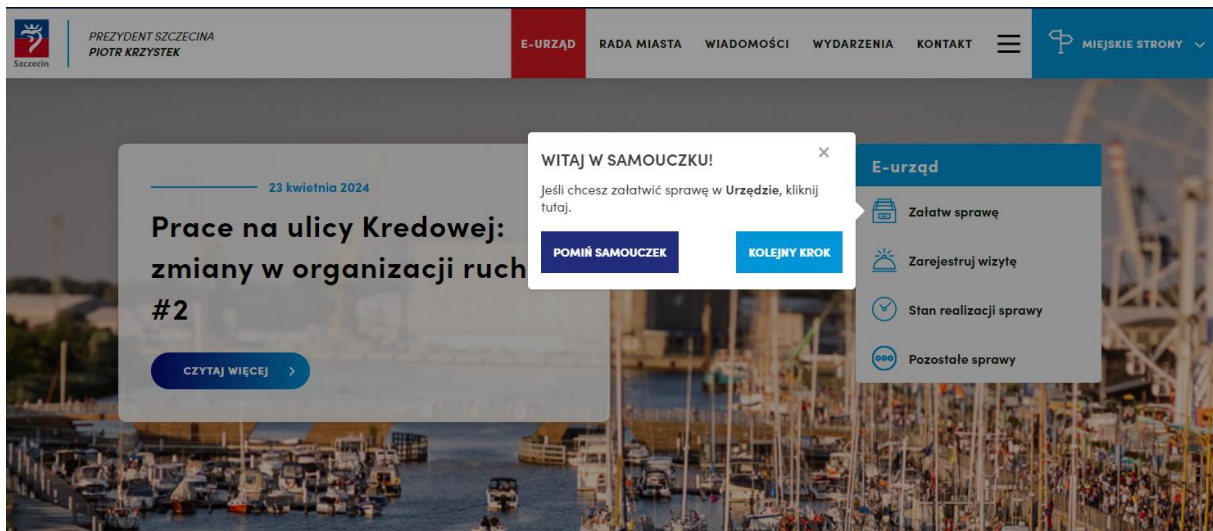 Szczecin
PREZYDENT SZCZECINA
PIOTR KRZYSTEK
E-URZĄD
RADA MIASTA
WIADOMOŚCI
WYDARZENIA
KONTAKT
MIEJSKIE STRONY
23 kwietnia 2024
Prace na ulicy Kredowej:
zmiany w organizacji ruch
#2
CZYTAJ WIĘCEJ
WITAJ W SAMOUCZKU!
Jeśli chcesz załatwić sprawę w Urzędzie, kliknij
tutaj.
POMIŃ SAMOUCZEK
KOLEJNY KROK
E-urząd
Załatw sprawę
Zarejestruj wizytę
Stan realizacji sprawy
Pozostałe sprawy